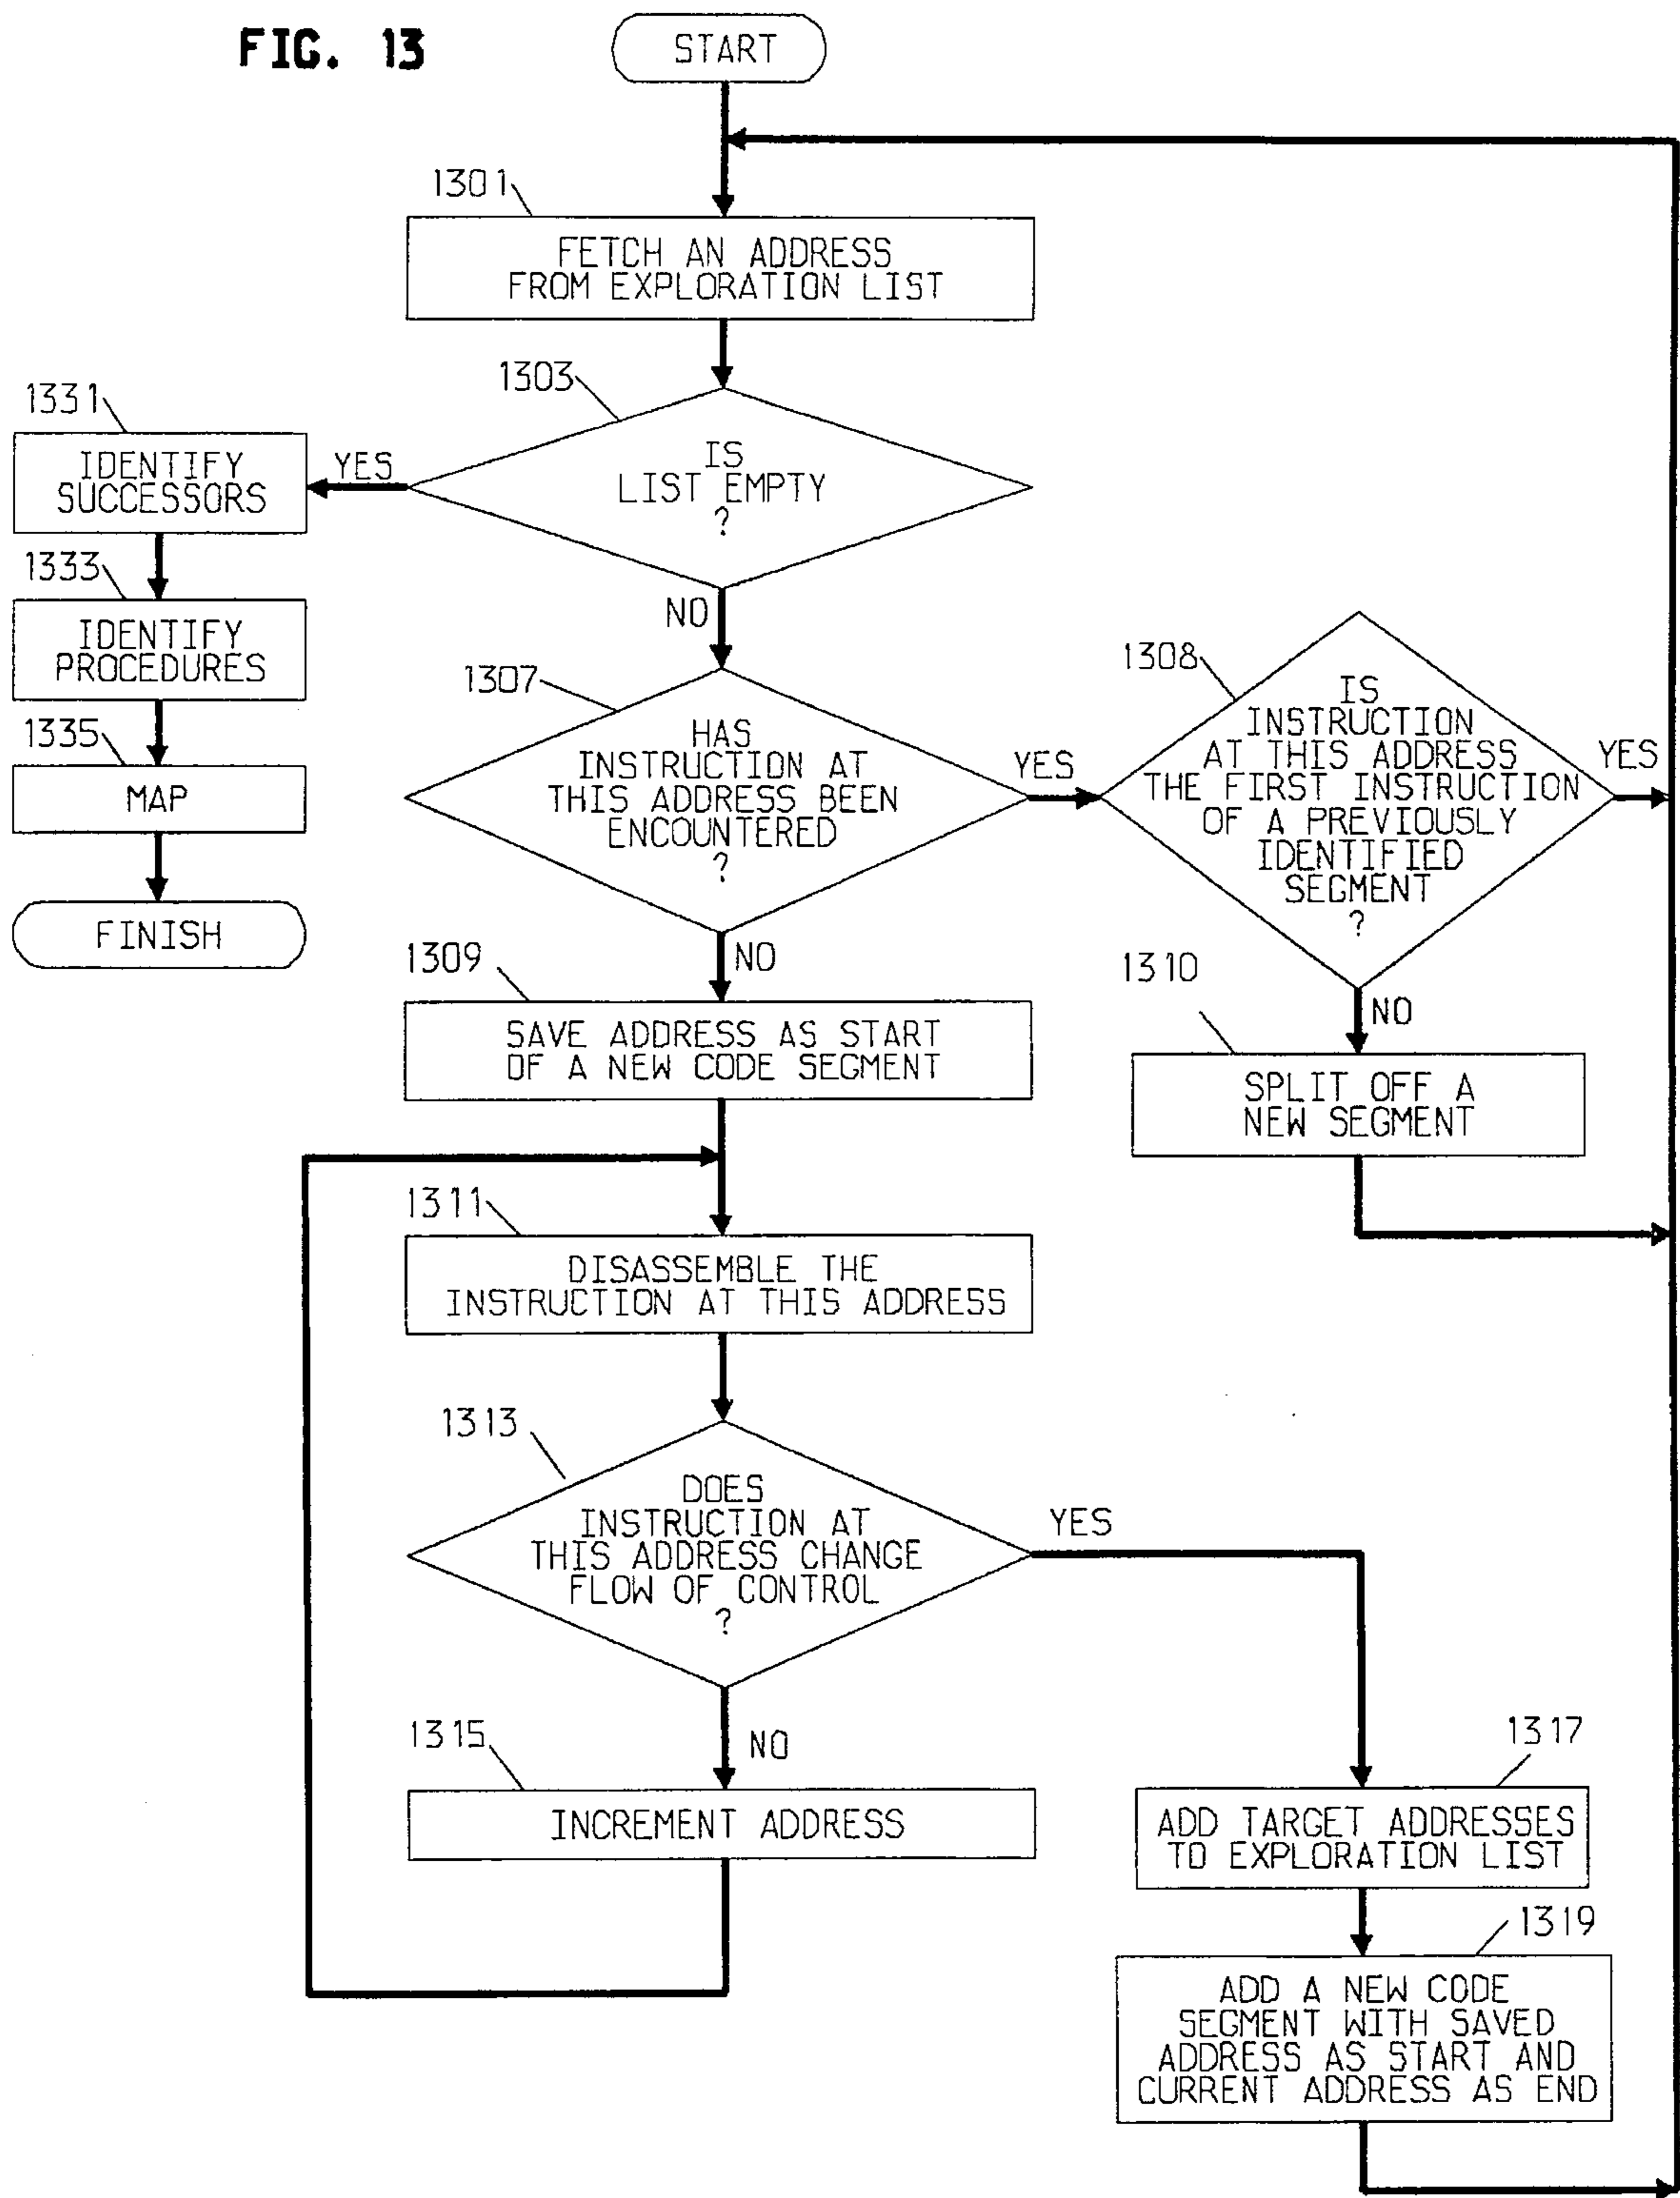 FIG. 13
START
1301
FETCH AN ADDRESS
FROM EXPLORATION LIST
1303
IS
LIST EMPTY
?
YES
1331
IDENTIFY
SUCCESSORS
1333
IDENTIFY
PROCEDURES
1335
MAP
FINISH
NO
1307
HAS
INSTRUCTION AT
THIS ADDRESS BEEN
ENCOUNTERED
?
YES
1308
IS
INSTRUCTION
AT THIS ADDRESS
THE FIRST INSTRUCTION
OF A PREVIOUSLY
IDENTIFIED
SEGMENT
?
YES
NO
1310
SPLIT OFF A
NEW SEGMENT
NO
1309
SAVE ADDRESS AS START
OF A NEW CODE SEGMENT
1311
DISASSEMBLE THE
INSTRUCTION AT THIS ADDRESS
1313
DOES
INSTRUCTION AT
THIS ADDRESS CHANGE
FLOW OF CONTROL
?
YES
NO
1315
INCREMENT ADDRESS
1317
ADD TARGET ADDRESSES
TO EXPLORATION LIST
1319
ADD A NEW CODE
SEGMENT WITH SAVED
ADDRESS AS START AND
CURRENT ADDRESS AS END